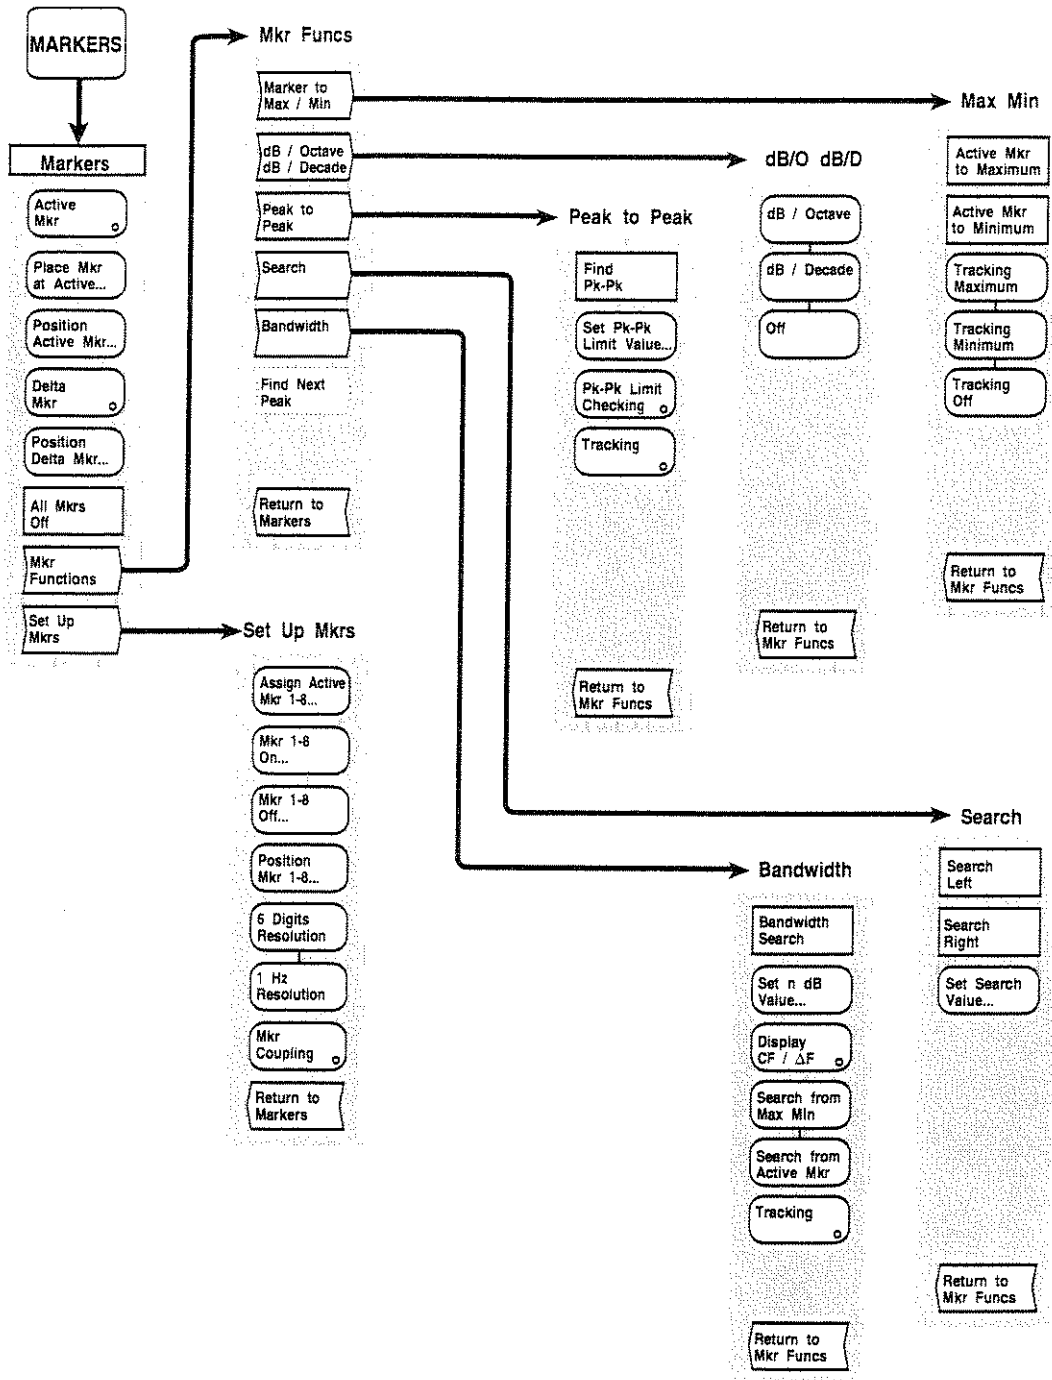 MARKERS
Markers
Active
Mkr
Place Mkr
at Active...
Position
Active Mkr...
Delta
Mkr
Position
Delta Mkr...
All Mkrs
Off
Mkr
Functions
Set Up
Mkrs
Mkr Funcs
Marker to
Max / Min
dB / Octave
dB / Decade
Peak to
Peak
Search
Bandwidth
Find Next
Peak
Return to
Markers
Set Up Mkrs
Assign Active
Mkr 1-8...
Mkr 1-8
On...
Mkr 1-8
Off...
Position
Mkr 1-8...
6 Digits
Resolution
1 Hz
Resolution
Mkr
Coupling
Return to
Markers
Peak to Peak
Find
Pk-Pk
Set Pk-Pk
Limit Value...
Pk-Pk Limit
Checking
Tracking
Return to
Mkr Funcs
dB/O dB/D
dB / Octave
dB / Decade
Off
Return to
Mkr Funcs
Max Min
Active Mkr
to Maximum
Active Mkr
to Minimum
Tracking
Maximum
Tracking
Minimum
Tracking
Off
Return to
Mkr Funcs
Bandwidth
Bandwidth
Search
Set n dB
Value...
Display
CF / ΔF
Search from
Max Min
Search from
Active Mkr
Tracking
Return to
Mkr Funcs
Search
Search
Left
Search
Right
Set Search
Value...
Return to
Mkr Funcs